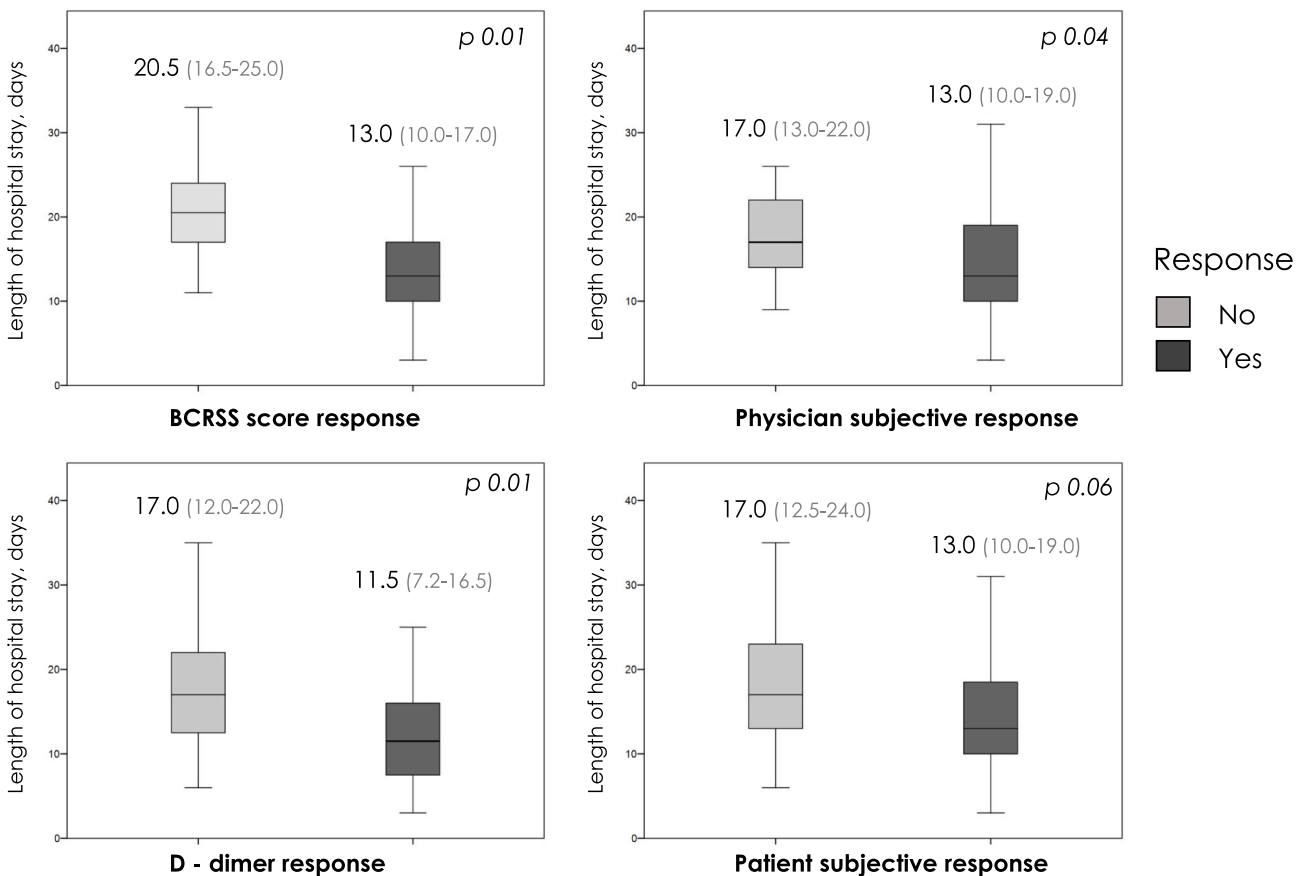 Length of hospital stay, days
40
30
20
10
0
p 0.01
20.5 (16.5-25.0)
13.0 (10.0-17.0)
BCRSS score response
Length of hospital stay, days
40
30
20
10
0
p 0.04
17.0 (13.0-22.0)
13.0 (10.0-19.0)
Physician subjective response
Response
No
Yes
Length of hospital stay, days
40
30
20
10
0
p 0.01
17.0 (12.0-22.0)
11.5 (7.2-16.5)
D - dimer response
Length of hospital stay, days
40
30
20
10
0
p 0.06
17.0 (12.5-24.0)
13.0 (10.0-19.0)
Patient subjective response